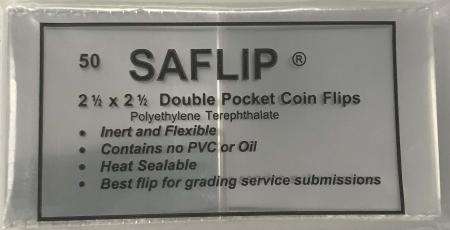 50 SAFLIP ®
2 ½ x 2 ½ Double Pocket Coin Flips
Polyethylene Terephthalate
• Inert and Flexible
• Contains no PVC or Oil
• Heat Sealable
• Best flip for grading service submissions